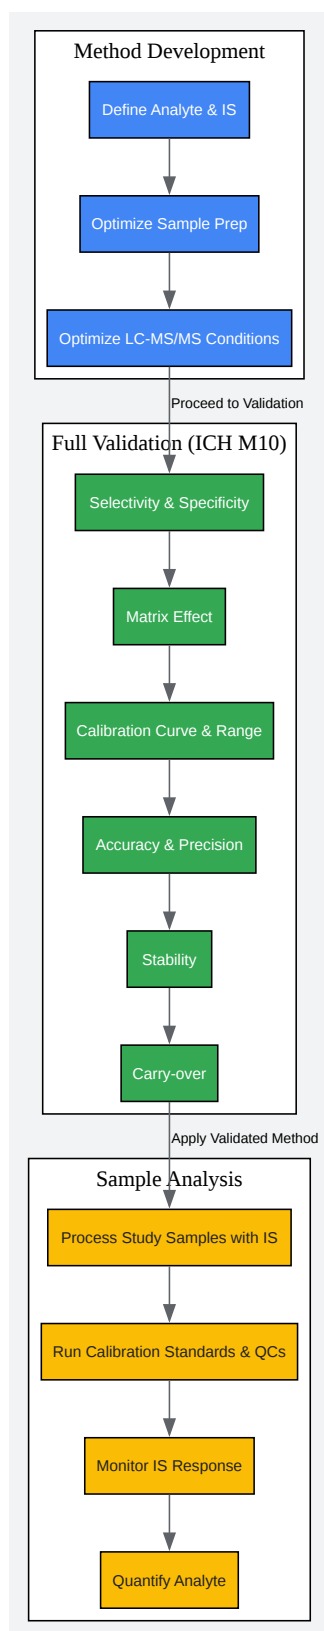 Method Development
Define Analyte & IS
Optimize Sample Prep
Optimize LC-MS/MS Conditions
Proceed to Validation
Full Validation (ICH M10)
Selectivity & Specificity
Matrix Effect
Calibration Curve & Range
Accuracy & Precision
Stability
Carry-over
Apply Validated Method
Sample Analysis
Process Study Samples with IS
Run Calibration Standards & QCs
Monitor IS Response
Quantify Analyte